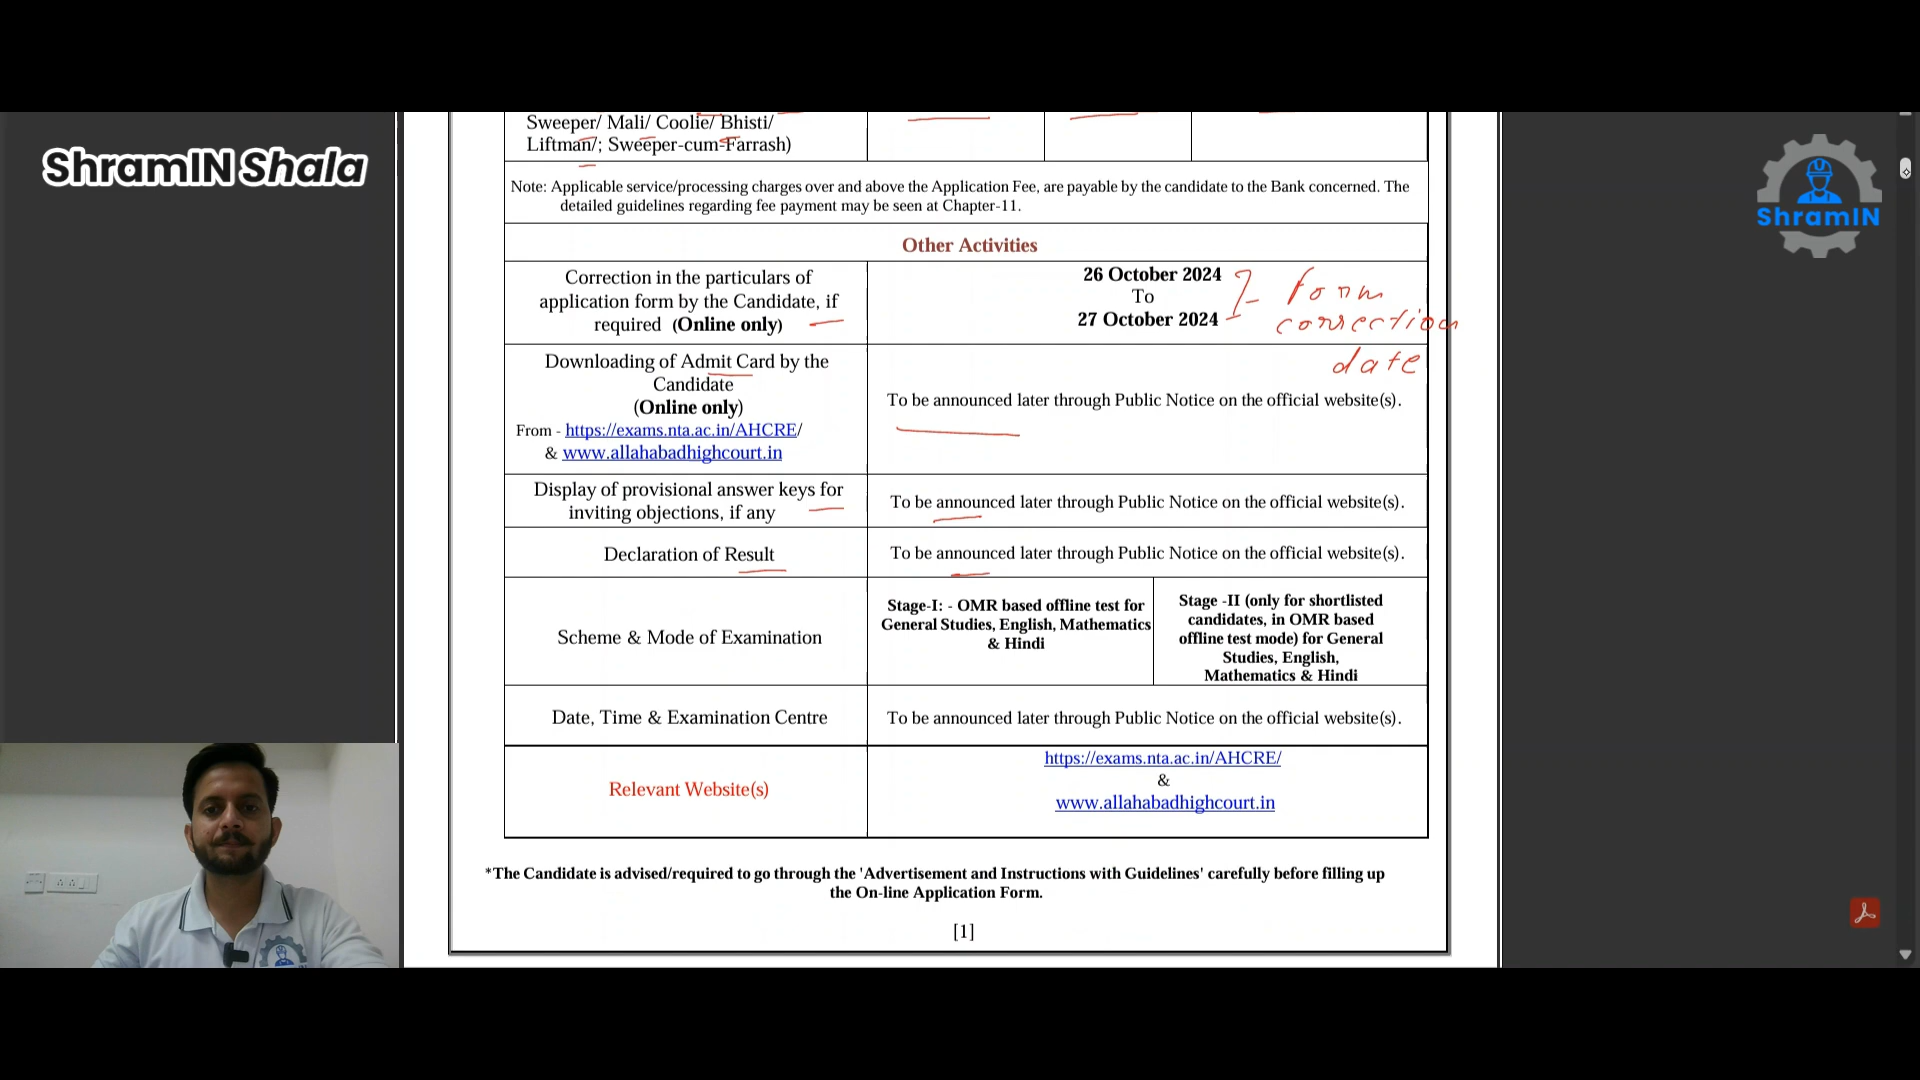 ShramIN Shala
ShramIN
Sweeper/ Mali/ Coolie/ Bhisti/
Liftman/; Sweeper-cum-Farrash)
Note: Applicable service/processing charges over and above the Application Fee, are payable by the candidate to the Bank concerned. The
detailed guidelines regarding fee payment may be seen at Chapter-11.
Other Activities
Correction in the particulars of
application form by the Candidate, if
required (Online only)
26 October 2024
To
27 October 2024
form
correction
date
Downloading of Admit Card by the
Candidate
(Online only)
From - https://exams.nta.ac.in/AHCRE/
& www.allahabadhighcourt.in
To be announced later through Public Notice on the official website(s).
Display of provisional answer keys for
inviting objections, if any
To be announced later through Public Notice on the official website(s).
Declaration of Result
To be announced later through Public Notice on the official website(s).
Scheme & Mode of Examination
Stage-I: - OMR based offline test for
General Studies, English, Mathematics
& Hindi
Stage -II (only for shortlisted
candidates, in OMR based
offline test mode) for General
Studies, English,
Mathematics & Hindi
Date, Time & Examination Centre
To be announced later through Public Notice on the official website(s).
Relevant Website(s)
https://exams.nta.ac.in/AHCRE/
&
www.allahabadhighcourt.in
*The Candidate is advised/required to go through the 'Advertisement and Instructions with Guidelines' carefully before filling up
the On-line Application Form.
[1]